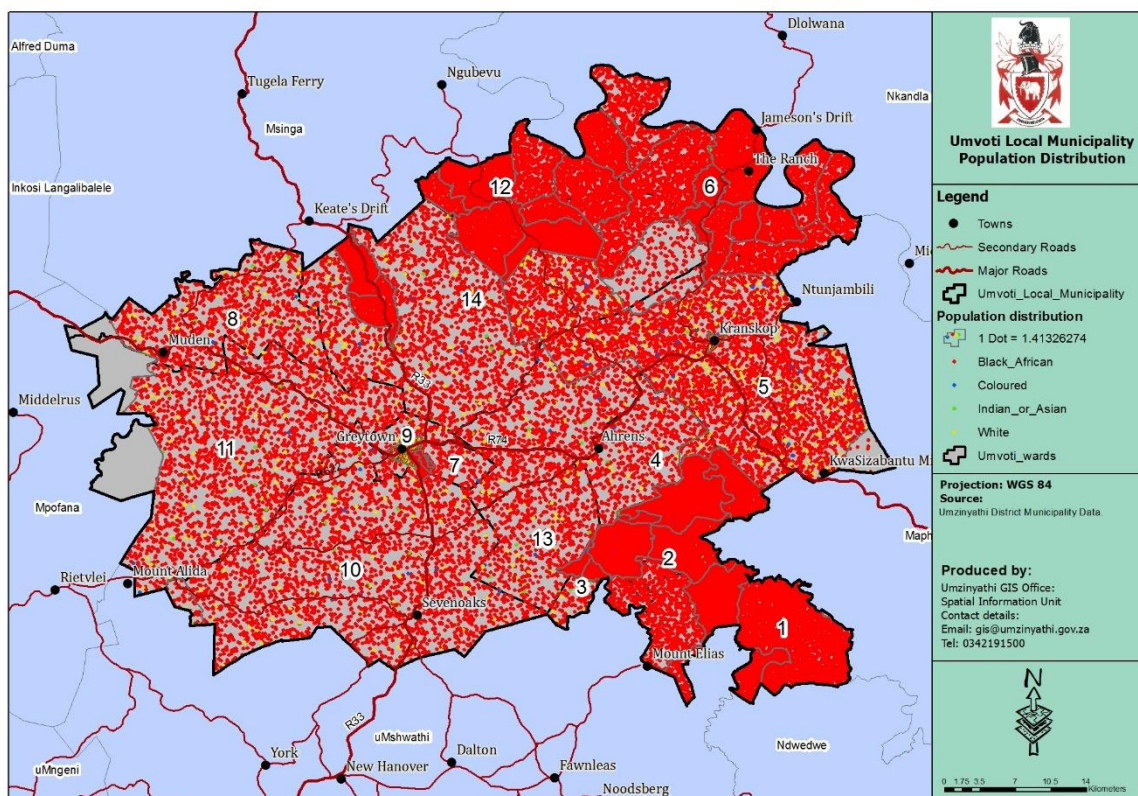 Alfred Duma
Dlolwana
Tugela Ferry
Ngubevu
Nkandla
Msinga
Jameson's Drift
The Ranch
Inkosi Langalibalele
12
6
Keate's Drift
14
Ntunjambili
8
Muden
Kranskop
R33
5
Middelrus
9
Greytown
R74
Ahrens
11
7
4
KwaSizabantu Mi
Mpofana
Maph
13
2
10
3
Rietvlei
Mount Alida
Sevenoaks
1
Mount Elias
R33
uMshwathi
York
Dalton
Ndwedwe
uMngeni
New Hanover
Fawnleas
Noodsberg
Umvoti Local Municipality
Population Distribution
Legend
Towns
Secondary Roads
Major Roads
Umvoti_Local_Municipality
Population distribution
1 Dot = 1.41326274
Black_African
Coloured
Indian_or_Asian
White
Umvoti_wards
Projection: WGS 84
Source:
Umzinyathi District Municipality Data.
Produced by:
Umzinyathi GIS Office:
Spatial Information Unit
Contact details:
Email: gis@umzinyathi.gov.za
Tel: 0342191500
N
0 1.75 3.5 7 10.5 14
Kilometers